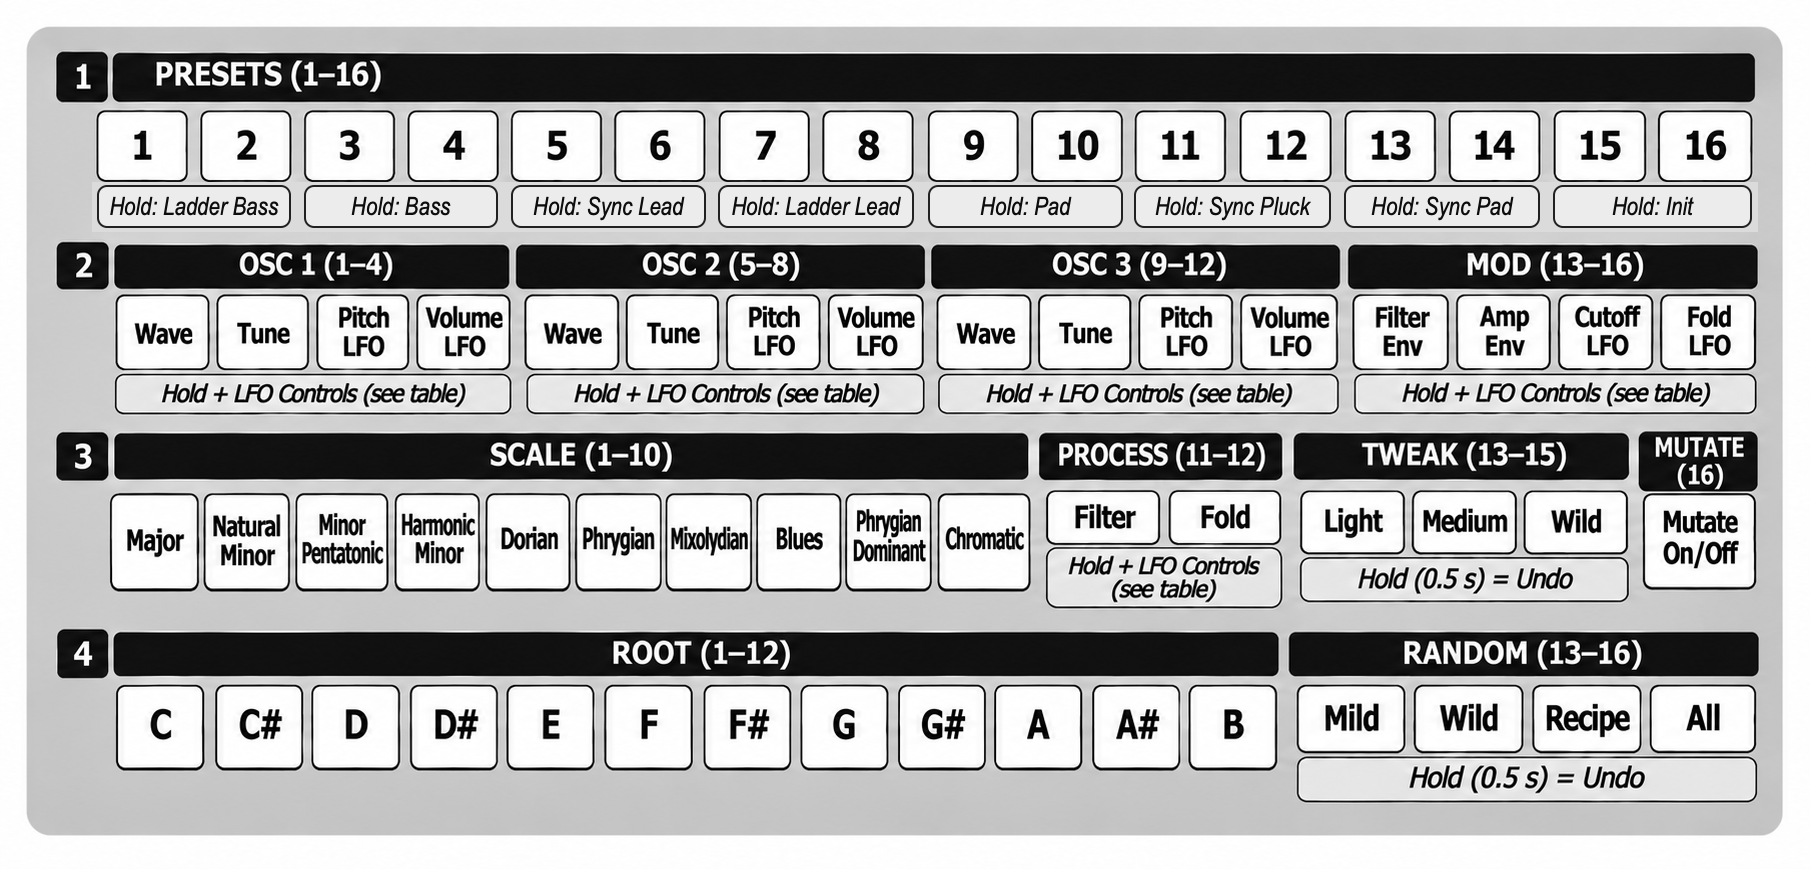 1 PRESETS (1–16)
1 2 3 4 5 6 7 8 9 10 11 12 13 14 15 16
Hold: Ladder Bass Hold: Bass Hold: Sync Lead Hold: Ladder Lead Hold: Pad Hold: Sync Pluck Hold: Sync Pad Hold: Init
2 OSC 1 (1–4) OSC 2 (5–8) OSC 3 (9–12) MOD (13–16)
Wave Tune Pitch LFO Volume LFO Wave Tune Pitch LFO Volume LFO Wave Tune Pitch LFO Volume LFO Filter Env Amp Env Cutoff LFO Fold LFO
Hold + LFO Controls (see table) Hold + LFO Controls (see table) Hold + LFO Controls (see table) Hold + LFO Controls (see table)
3 SCALE (1–10) PROCESS (11–12) TWEAK (13–15) MUTATE (16)
Major Natural Minor Minor Pentatonic Harmonic Minor Dorian Phrygian Mixolydian Blues Phrygian Dominant Chromatic Filter Fold Light Medium Wild Mutate On/Off
Hold + LFO Controls (see table) Hold (0.5 s) = Undo
4 ROOT (1–12) RANDOM (13–16)
C C# D D# E F F# G G# A A# B Mild Wild Recipe All
Hold (0.5 s) = Undo